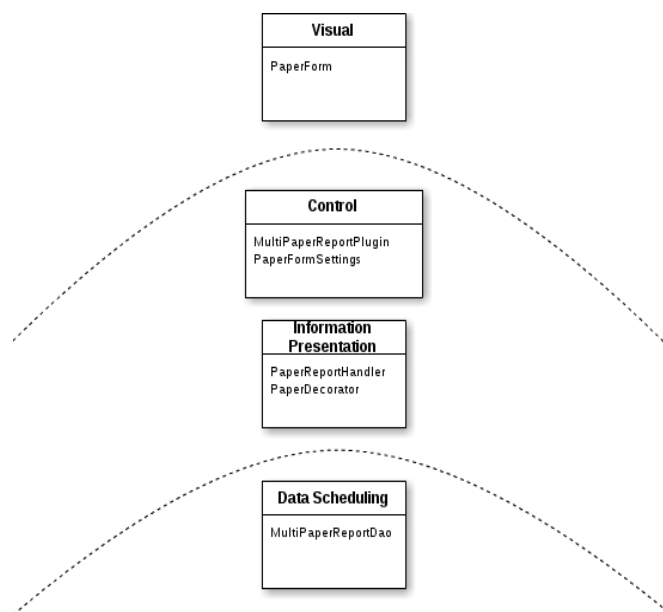 Visual
PaperForm
Control
MultiPaperReportPlugin
PaperFormSettings
Information
Presentation
PaperReportHandler
PaperDecorator
Data Scheduling
MultiPaperReportDao